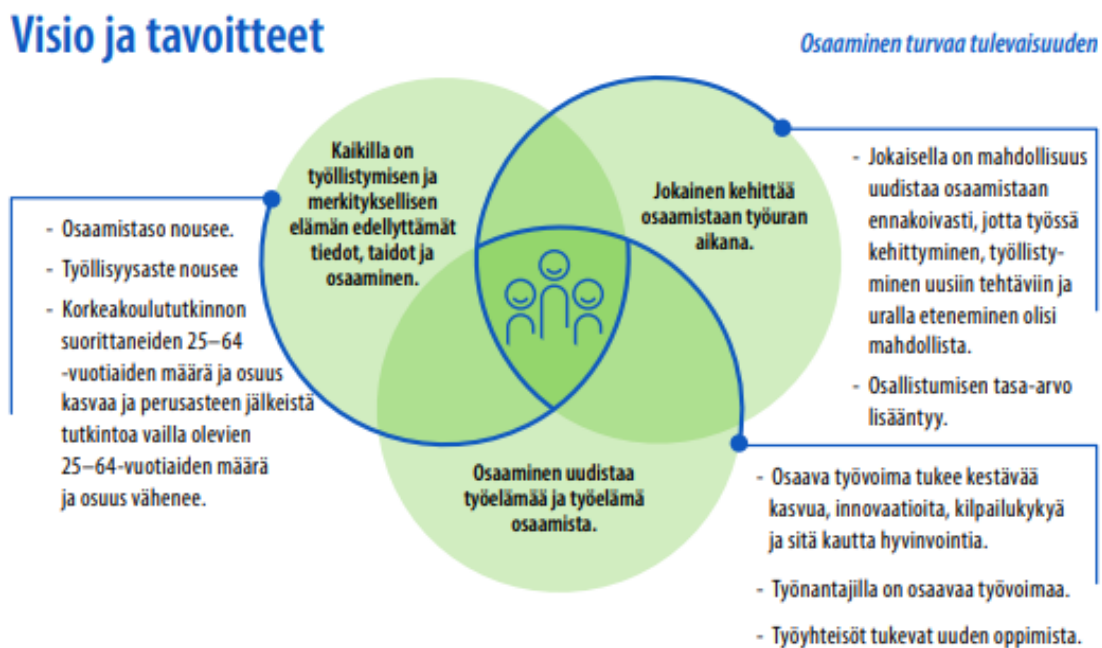 Visio ja tavoitteet
Osaaminen turvaa tulevaisuuden
Kaikilla on
työllistymisen ja
merkityksellisen
elämän edellyttämät
tiedot, taidot ja
osaaminen.
Jokainen kehittää
osaamistaan työuran
aikana.
Osaaminen uudistaa
työelämää ja työelämä
osaamista.
- Osaamistaso nousee.
- Työllisyysaste nousee
- Korkeakoulututkinnon
suorittaneiden 25–64
-vuotiaiden määrä ja osuus
kasvaa ja perusasteen jälkeistä
tutkintoa vailla olevien
25–64-vuotiaiden määrä
ja osuus vähenee.
- Jokaisella on mahdollisuus
uudistaa osaamistaan
ennakoivasti, jotta työssä
kehittyminen, työllisty-
minen uusiin tehtäviin ja
uralla eteneminen olisi
mahdollista.
- Osallistumisen tasa-arvo
lisääntyy.
- Osaava työvoima tukee kestävää
kasvua, innovaatioita, kilpailukykyä
ja sitä kautta hyvinvointia.
- Työnantajilla on osaavaa työvoimaa.
- Työyhteisöt tukevat uuden oppimista.